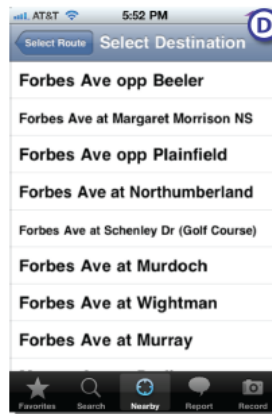 AT&T 5:52 PM
D
Select Route Select Destination
Forbes Ave opp Beeler
Forbes Ave at Margaret Morrison NS
Forbes Ave opp Plainfield
Forbes Ave at Northumberland
Forbes Ave at Schenley Dr (Golf Course)
Forbes Ave at Murdoch
Forbes Ave at Wightman
Forbes Ave at Murray
Favorites Search Nearby Report Record